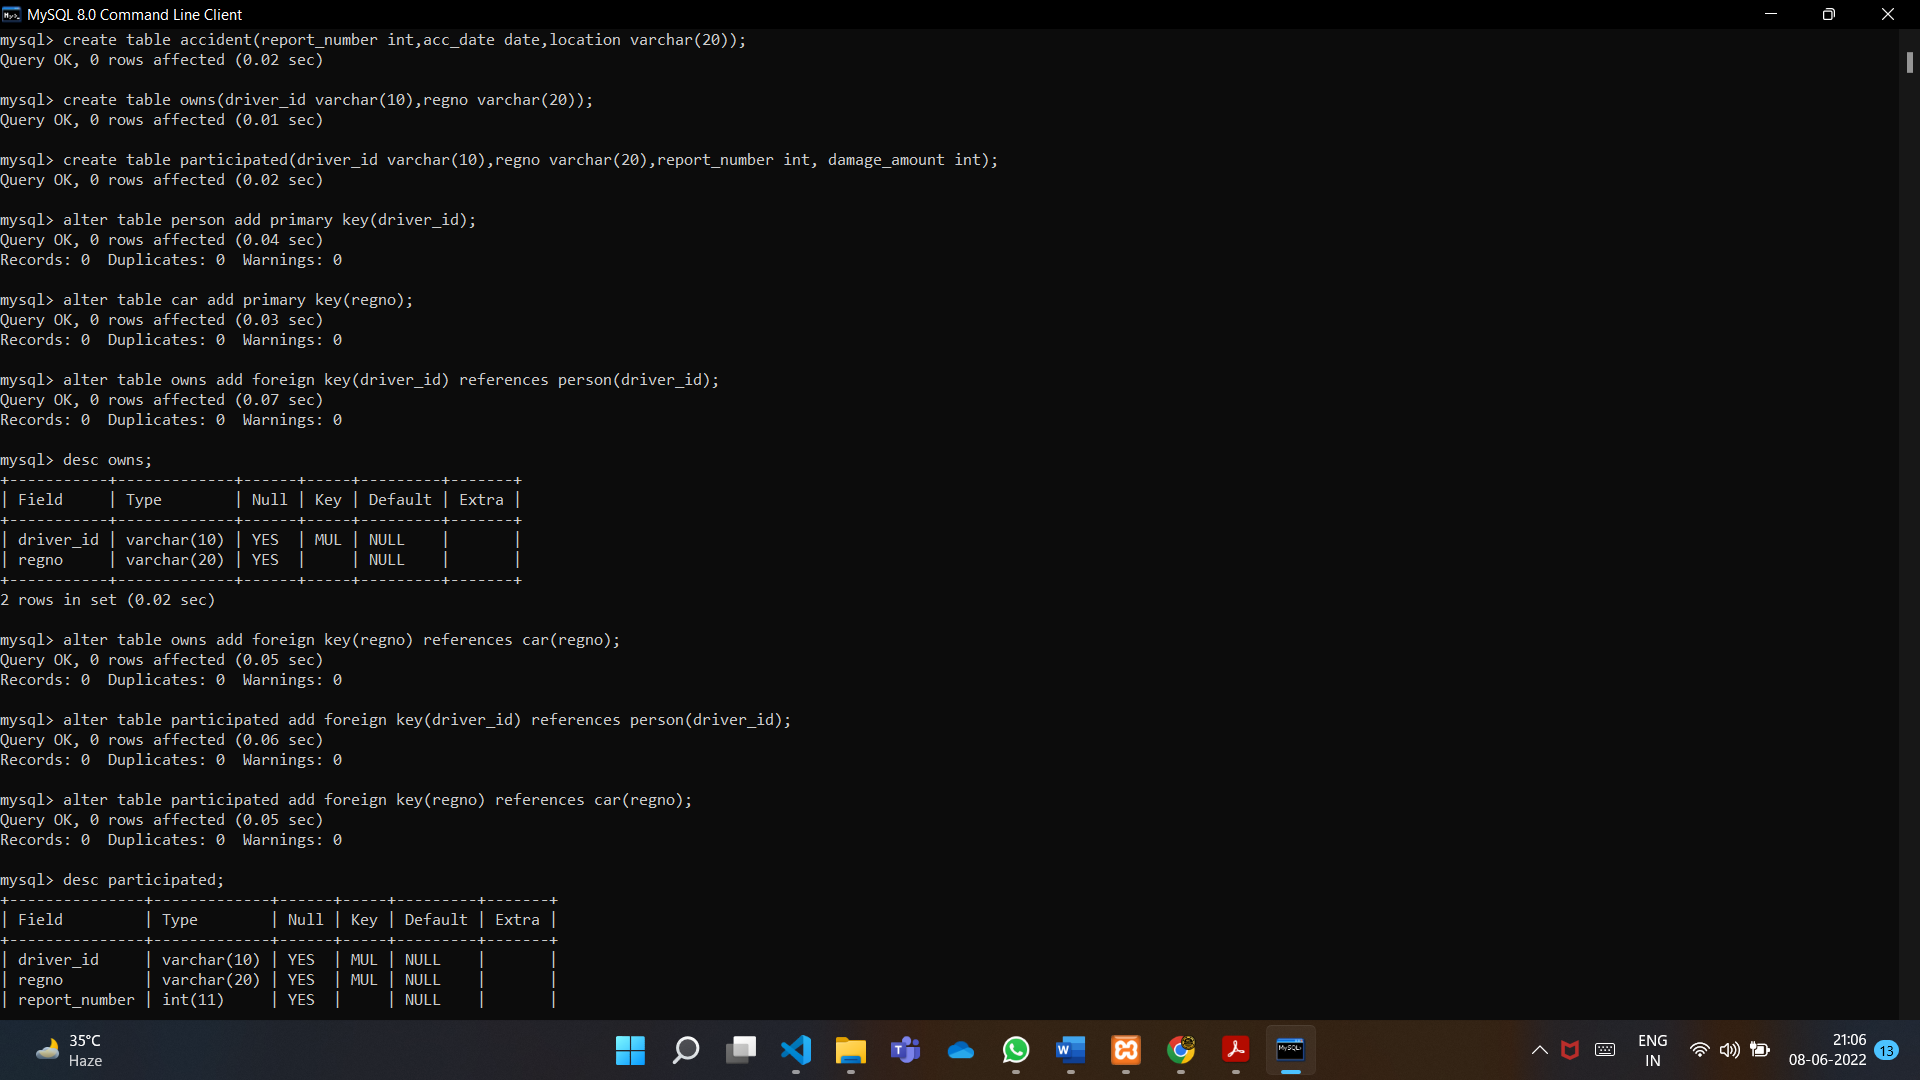 MySQL 8.0 Command Line Client
mysql> create table accident(report_number int,acc_date date,location varchar(20));
Query OK, 0 rows affected (0.02 sec)
mysql> create table owns(driver_id varchar(10),regno varchar(20));
Query OK, 0 rows affected (0.01 sec)
mysql> create table participated(driver_id varchar(10),regno varchar(20),report_number int, damage_amount int);
Query OK, 0 rows affected (0.02 sec)
mysql> alter table person add primary key(driver_id);
Query OK, 0 rows affected (0.04 sec)
Records: 0  Duplicates: 0  Warnings: 0
mysql> alter table car add primary key(regno);
Query OK, 0 rows affected (0.03 sec)
Records: 0  Duplicates: 0  Warnings: 0
mysql> alter table owns add foreign key(driver_id) references person(driver_id);
Query OK, 0 rows affected (0.07 sec)
Records: 0  Duplicates: 0  Warnings: 0
mysql> desc owns;
+-----------+-------------+------+-----+---------+-------+
| Field     | Type        | Null | Key | Default | Extra |
+-----------+-------------+------+-----+---------+-------+
| driver_id | varchar(10) | YES  | MUL | NULL    |       |
| regno     | varchar(20) | YES  |     | NULL    |       |
+-----------+-------------+------+-----+---------+-------+
2 rows in set (0.02 sec)
mysql> alter table owns add foreign key(regno) references car(regno);
Query OK, 0 rows affected (0.05 sec)
Records: 0  Duplicates: 0  Warnings: 0
mysql> alter table participated add foreign key(driver_id) references person(driver_id);
Query OK, 0 rows affected (0.06 sec)
Records: 0  Duplicates: 0  Warnings: 0
mysql> alter table participated add foreign key(regno) references car(regno);
Query OK, 0 rows affected (0.05 sec)
Records: 0  Duplicates: 0  Warnings: 0
mysql> desc participated;
+---------------+-------------+------+-----+---------+-------+
| Field         | Type        | Null | Key | Default | Extra |
+---------------+-------------+------+-----+---------+-------+
| driver_id     | varchar(10) | YES  | MUL | NULL    |       |
| regno         | varchar(20) | YES  | MUL | NULL    |       |
| report_number | int(11)     | YES  |     | NULL    |       |
35°C
Haze
ENG
IN
21:06
08-06-2022
13